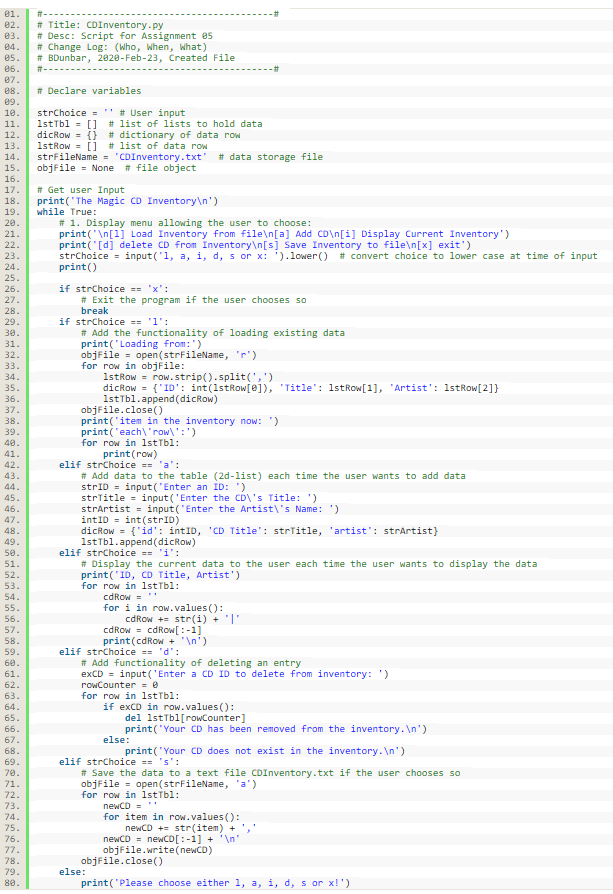 01. #------------------------------------------#
02. # Title: CDInventory.py
03. # Desc: Script for Assignment 05
04. # Change Log: (Who, When, What)
05. # BDunbar, 2020-Feb-23, Created File
06. #------------------------------------------#
07.
08. # Declare variables
09.
10. strChoice = '' # User input
11. lstTbl = []  # list of lists to hold data
12. dicRow = {}  # dictionary of data row
13. lstRow = []  # list of data row
14. strFileName = 'CDInventory.txt'  # data storage file
15. objFile = None  # file object
16.
17. # Get user Input
18. print('The Magic CD Inventory\n')
19. while True:
20.     # 1. Display menu allowing the user to choose:
21.     print('\n[l] Load Inventory from file\n[a] Add CD\n[i] Display Current Inventory')
22.     print('[d] delete CD from Inventory\n[s] Save Inventory to file\n[x] exit')
23.     strChoice = input('l, a, i, d, s or x: ').lower()  # convert choice to lower case at time of input
24.     print()
25.
26.     if strChoice == 'x':
27.         # Exit the program if the user chooses so
28.         break
29.     if strChoice == 'l':
30.         # Add the functionality of loading existing data
31.         print('Loading from:')
32.         objFile = open(strFileName, 'r')
33.         for row in objFile:
34.             lstRow = row.strip().split(',')
35.             dicRow = {'ID': int(lstRow[0]), 'Title': lstRow[1], 'Artist': lstRow[2]}
36.             lstTbl.append(dicRow)
37.         objFile.close()
38.         print('item in the inventory now: ')
39.         print('each\'row\':')
40.         for row in lstTbl:
41.             print(row)
42.     elif strChoice == 'a':
43.         # Add data to the table (2d-list) each time the user wants to add data
44.         strID = input('Enter an ID: ')
45.         strTitle = input('Enter the CD\'s Title: ')
46.         strArtist = input('Enter the Artist\'s Name: ')
47.         intID = int(strID)
48.         dicRow = {'id': intID, 'CD Title': strTitle, 'artist': strArtist}
49.         lstTbl.append(dicRow)
50.     elif strChoice == 'i':
51.         # Display the current data to the user each time the user wants to display the data
52.         print('ID, CD Title, Artist')
53.         for row in lstTbl:
54.             cdRow = ''
55.             for i in row.values():
56.                 cdRow += str(i) + '|'
57.             cdRow = cdRow[:-1]
58.             print(cdRow + '\n')
59.     elif strChoice == 'd':
60.         # Add functionality of deleting an entry
61.         exCD = input('Enter a CD ID to delete from inventory: ')
62.         rowCounter = 0
63.         for row in lstTbl:
64.             if exCD in row.values():
65.                 del lstTbl[rowCounter]
66.                 print('Your CD has been removed from the inventory.\n')
67.             else:
68.                 print('Your CD does not exist in the inventory.\n')
69.     elif strChoice == 's':
70.         # Save the data to a text file CDInventory.txt if the user chooses so
71.         objFile = open(strFileName, 'a')
72.         for row in lstTbl:
73.             newCD = ''
74.             for item in row.values():
75.                 newCD += str(item) + ','
76.             newCD = newCD[:-1] + '\n'
77.             objFile.write(newCD)
78.         objFile.close()
79.     else:
80.         print('Please choose either l, a, i, d, s or x!')